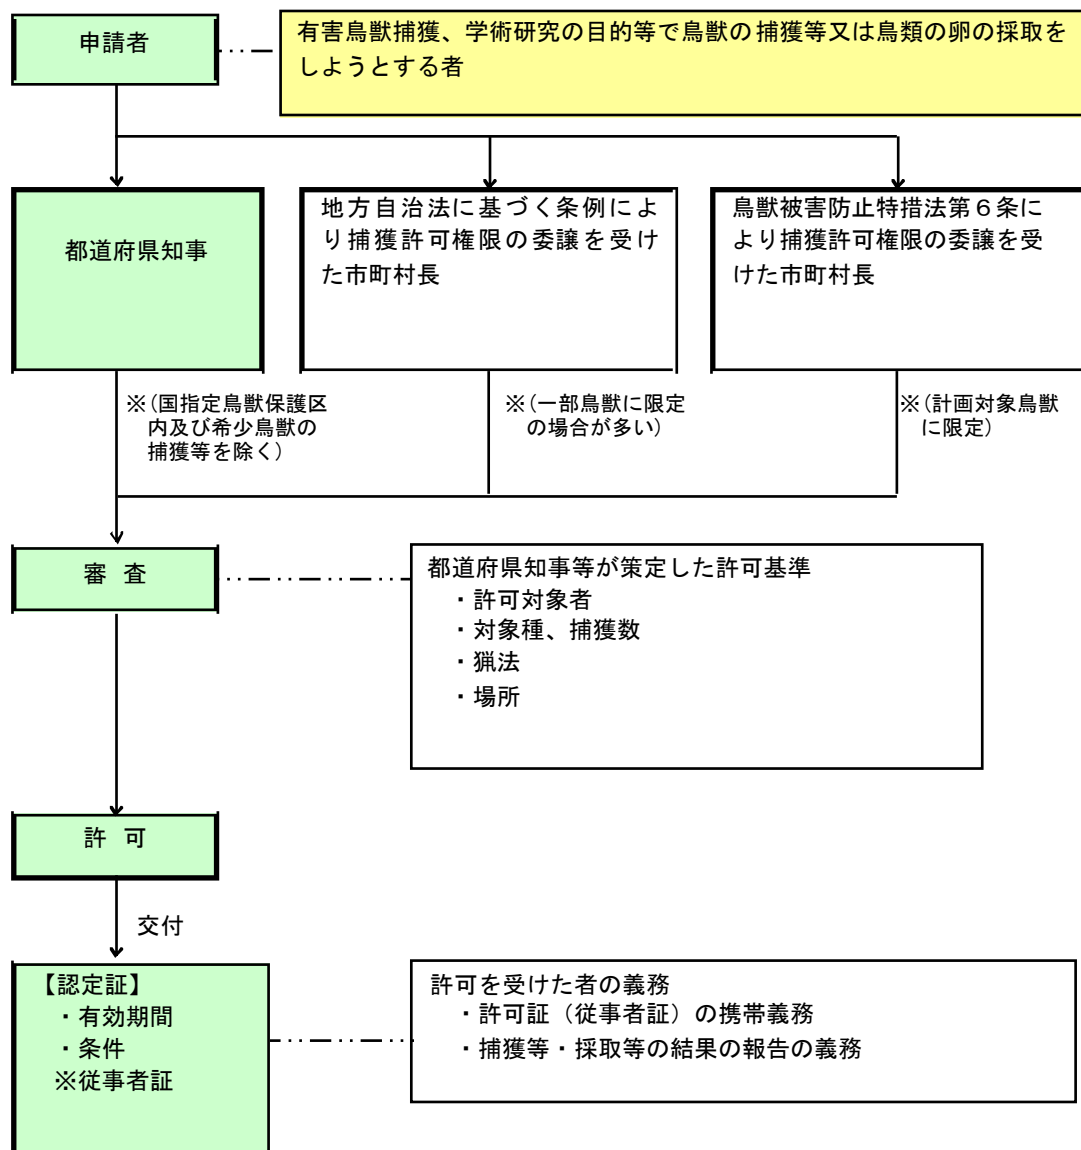 申請者
有害鳥獣捕獲、学術研究の目的等で鳥獣の捕獲等又は鳥類の卵の採取を
しようとする者
都道府県知事
地方自治法に基づく条例によ
り捕獲許可権限の委譲を受け
た市町村長
鳥獣被害防止特措法第６条に
より捕獲許可権限の委譲を受
けた市町村長
※(国指定鳥獣保護区
内及び希少鳥獣の
捕獲等を除く)
※(一部鳥獣に限定
の場合が多い)
※(計画対象鳥獣
に限定)
審 査
都道府県知事等が策定した許可基準
・許可対象者
・対象種、捕獲数
・猟法
・場所
許 可
交付
【認定証】
・有効期間
・条件
※従事者証
許可を受けた者の義務
・許可証（従事者証）の携帯義務
・捕獲等・採取等の結果の報告の義務